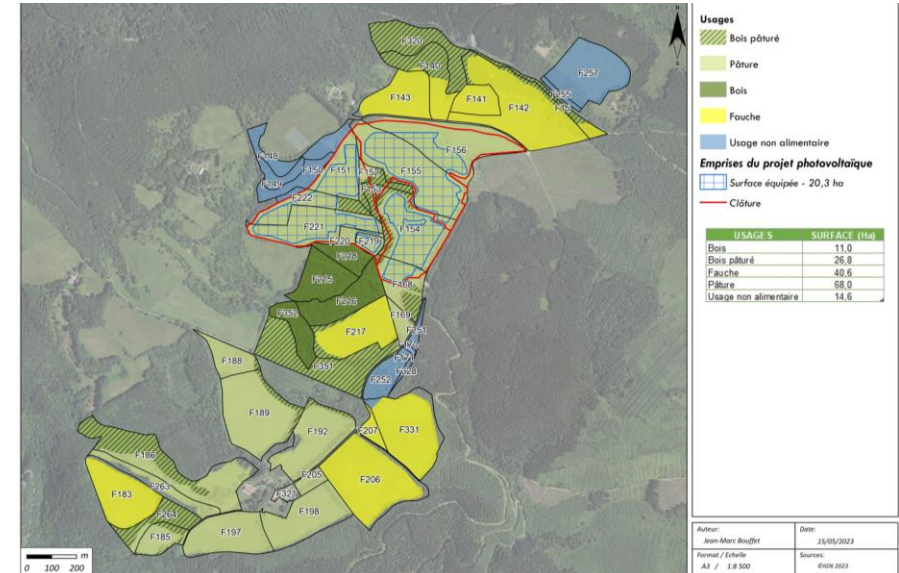 F320
F140
F257
F255
F143
F141
F142
F15
F156
F148
F150
F151
F155
F149
F222
F221
F154
F220
F219
F218
F215
F168
F216
F169
F352
F217
F251
F171
F351
F252
F328
F188
F189
F192
F207
F331
F186
F205
F206
F263
F183
F321
F264
F198
F185
F197
N
m
0 100 200
Usages
Bois pâturé
Pâture
Bois
Fauche
Usage non alimentaire
Emprises du projet photovoltaïque
Surface équipée - 20,3 ha
Clôture
USAGES SURFACE (Ha)
Bois 11,0
Bois pâturé 26,8
Fauche 40,6
Pâture 68,0
Usage non alimentaire 14,6
Auteur: Date:
Jean-Marc Bouffet 15/05/2023
Format / Echelle Sources:
A3 / 1:8 500 ©IGN 2023